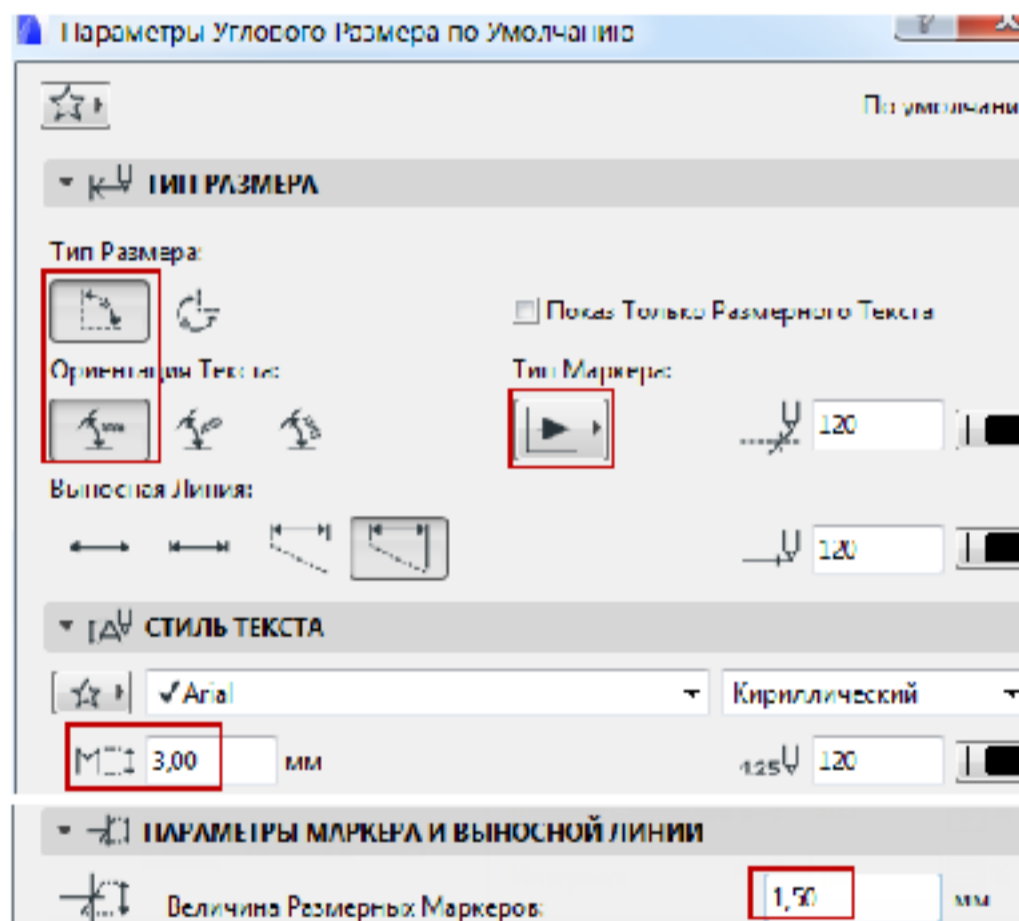 Параметры Углового Размера по Умолчанию
По умолчани
ТИП РАЗМЕРА
Тип Размера:
Показ Только Размерного Текста
Ориентация Текста:
Тип Маркера:
120
Выносная Линия:
120
СТИЛЬ ТЕКСТА
Arial
Кириллический
3,00 мм
120
ПАРАМЕТРЫ МАРКЕРА И ВЫНОСНОЙ ЛИНИИ
Величина Размерных Маркеров: 1,50 мм